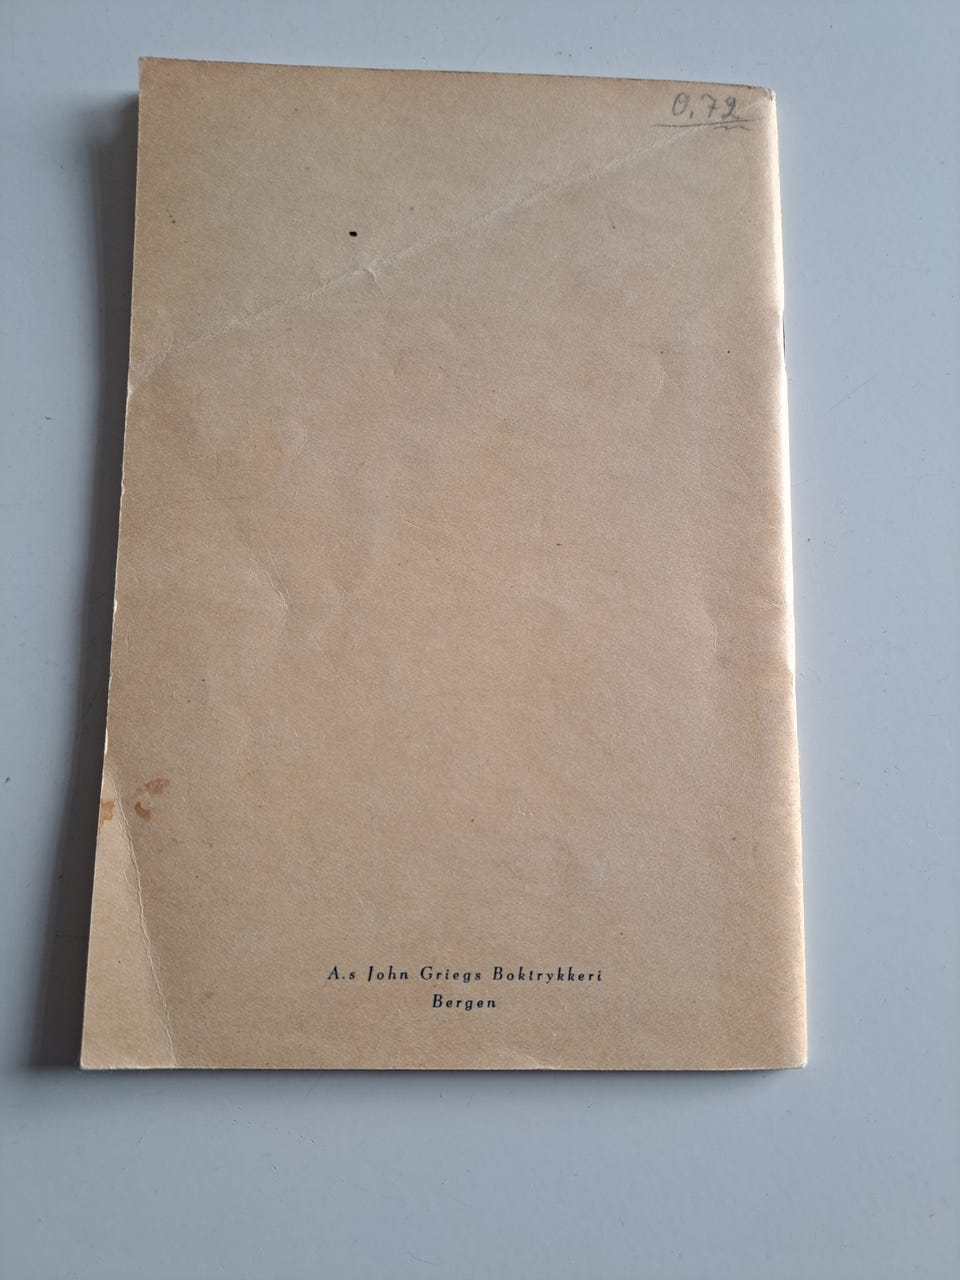 0,72
A.s John Griegs Boktrykkeri
Bergen